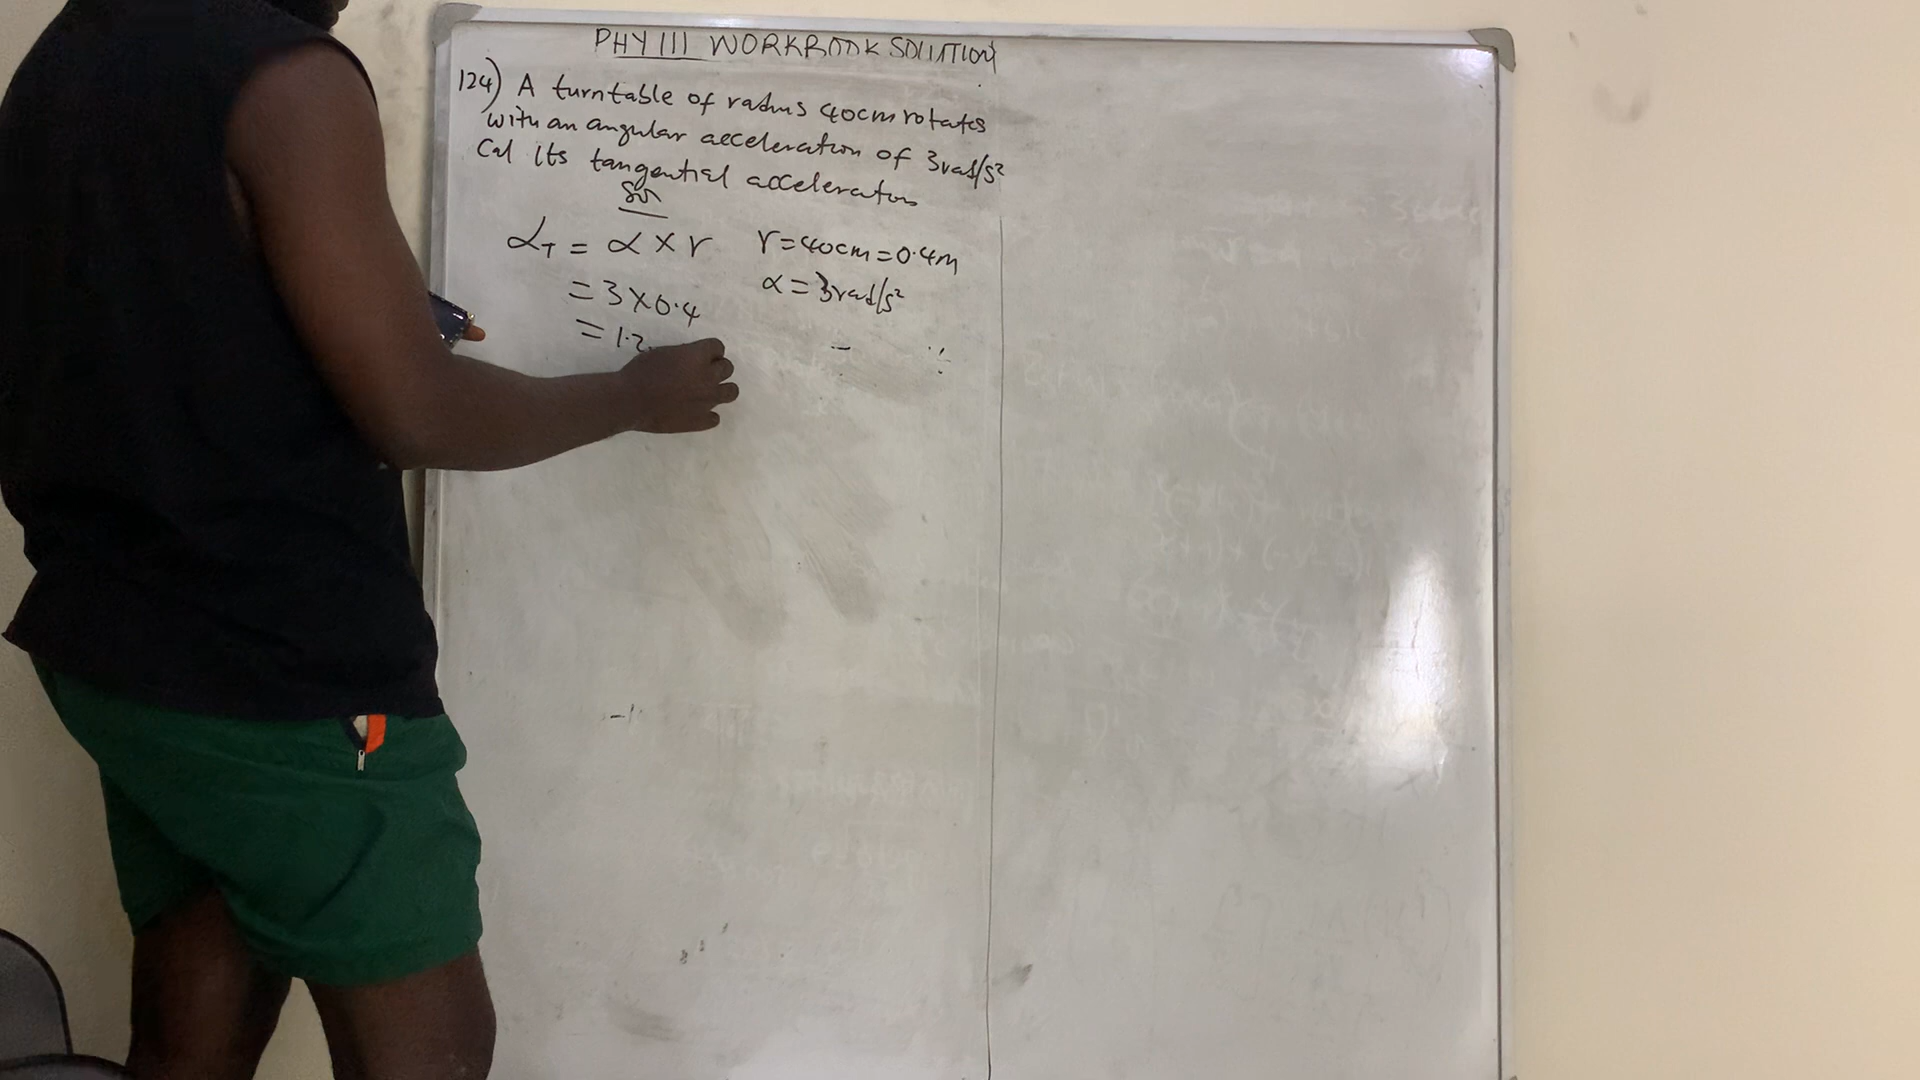 PHY 111 WORKBOOK SOLUTION
124) A turntable of radius 40cm rotates
with an angular acceleration of 3rad/s²
Cal its tangential acceleration
Sol
α_T = α × r
r = 40cm = 0.4m
= 3 × 0.4
α = 3rad/s²
= 1.2